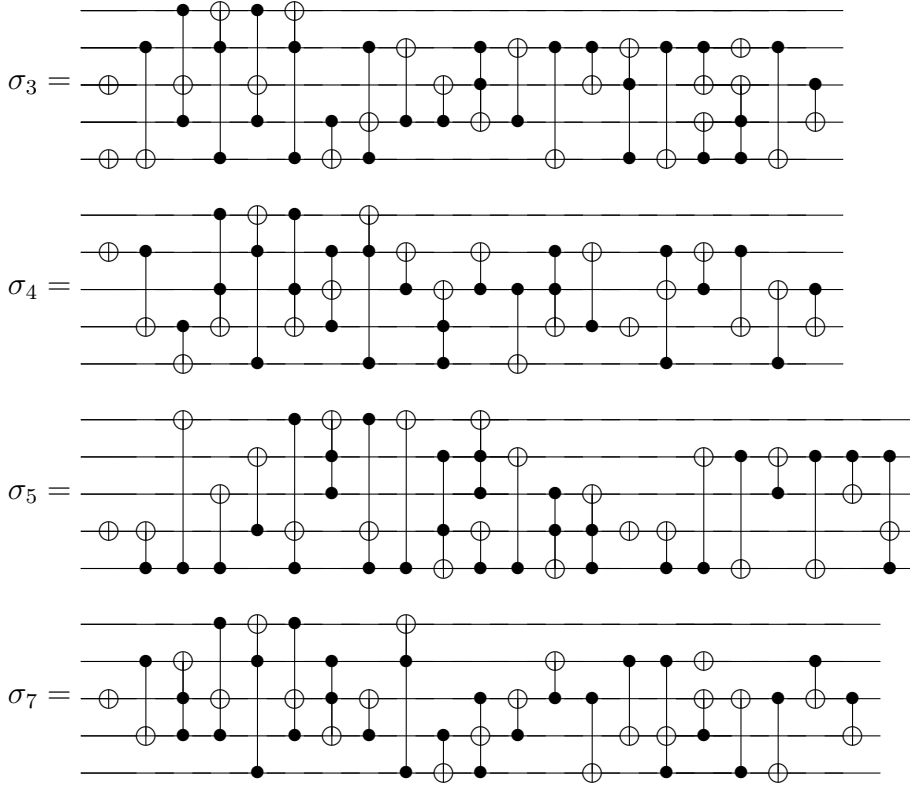 σ₃ =
σ₄ =
σ₅ =
σ₇ =